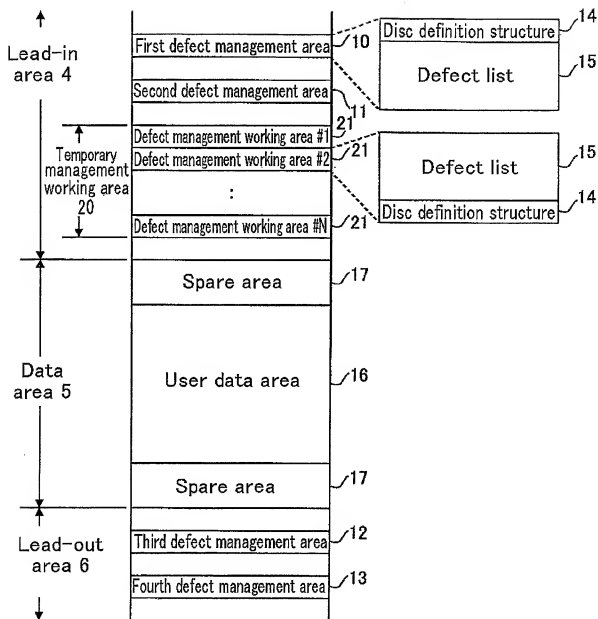 Lead-in
area 4
First defect management area
10
Disc definition structure
14
Defect list
15
Second defect management area
11
Temporary
management
working area
20
Defect management working area #1
21
Defect management working area #2
21
:
Defect management working area #N
21
Defect list
15
Disc definition structure
14
Data
area 5
Spare area
17
User data area
16
Spare area
17
Lead-out
area 6
Third defect management area
12
Fourth defect management area
13